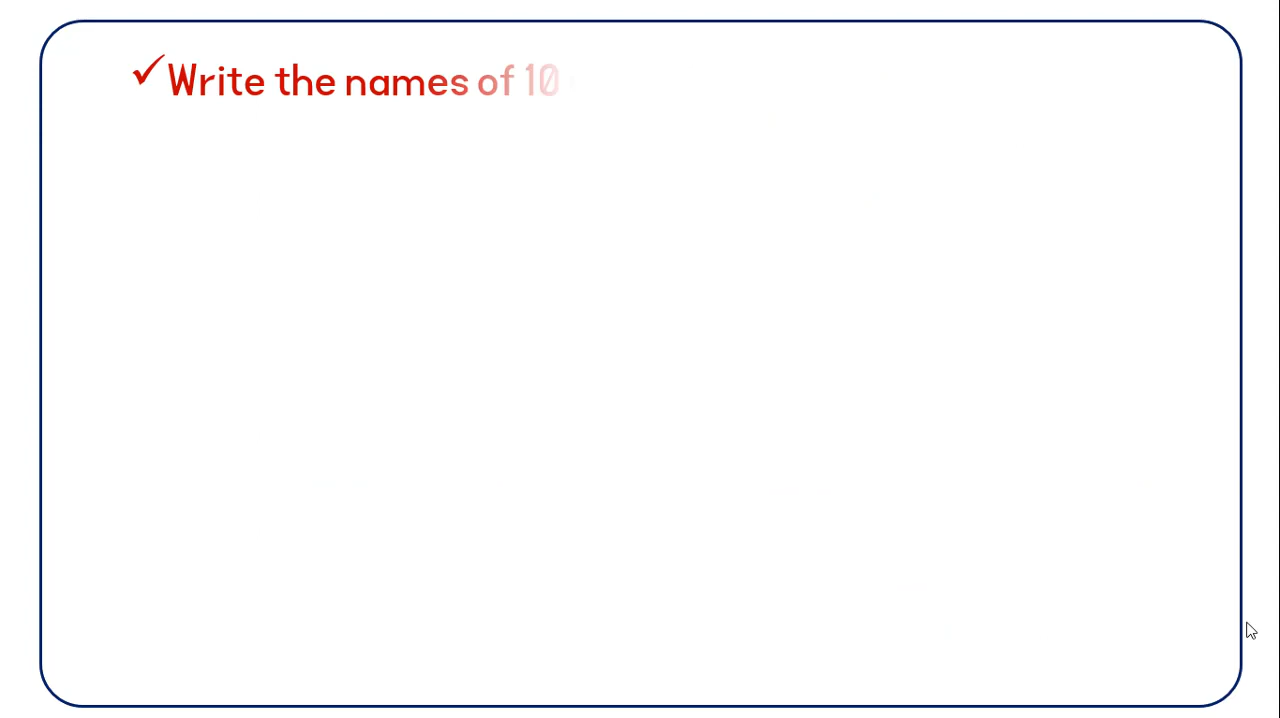 ✓Write the names of 10